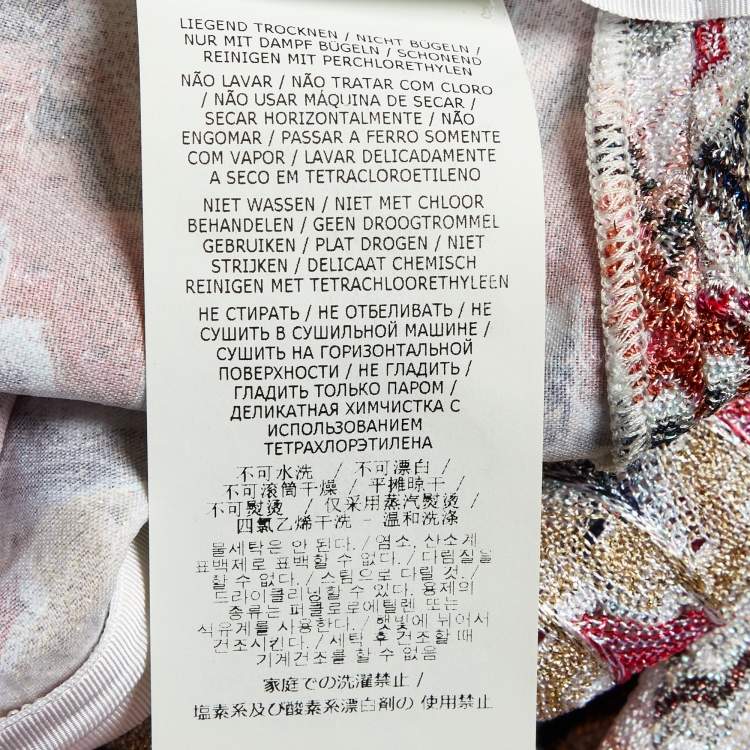 LIEGEND TROCKNEN / NICHT BÜGELN /
NUR MIT DAMPF BÜGELN / SCHONEND
REINIGEN MIT PERCHLORETHYLEN
NÃO LAVAR / NÃO TRATAR COM CLORO
/ NÃO USAR MÁQUINA DE SECAR /
SECAR HORIZONTALMENTE / NÃO
ENGOMAR / PASSAR A FERRO SOMENTE
COM VAPOR / LAVAR DELICADAMENTE
A SECO EM TETRACLOROETILENO
NIET WASSEN / NIET MET CHLOOR
BEHANDELEN / GEEN DROOGTROMMEL
GEBRUIKEN / PLAT DROGEN / NIET
STRIJKEN / DELICAAT CHEMISCH
REINIGEN MET TETRACHLOORETHYLEEN
НЕ СТИРАТЬ / НЕ ОТБЕЛИВАТЬ / НЕ
СУШИТЬ В СУШИЛЬНОЙ МАШИНЕ /
СУШИТЬ НА ГОРИЗОНТАЛЬНОЙ
ПОВЕРХНОСТИ / НЕ ГЛАДИТЬ /
ГЛАДИТЬ ТОЛЬКО ПАРОМ /
ДЕЛИКАТНАЯ ХИМЧИСТКА С
ИСПОЛЬЗОВАНИЕМ
ТЕТРАХЛОРЭТИЛЕНА
不可水洗 / 不可漂白 /
不可滚筒干燥 / 平摊晾干 /
不可熨烫 / 仅采用蒸汽熨烫 /
四氯乙烯干洗 - 温和洗涤
물세탁은 안 된다. / 염소, 산소계
표백제로 표백할 수 없다. / 다림질을
할 수 없다. / 스팀으로 다릴 것. /
드라이클리닝할 수 있다. 용제의
종류는 퍼클로로에틸렌 또는
석유계를 사용한다. / 햇빛에 뉘어서
건조시킨다. / 세탁 후 건조할 때
기계건조를 할 수 없음
家庭での洗濯禁止 /
塩素系及び酸素系漂白剤の 使用禁止